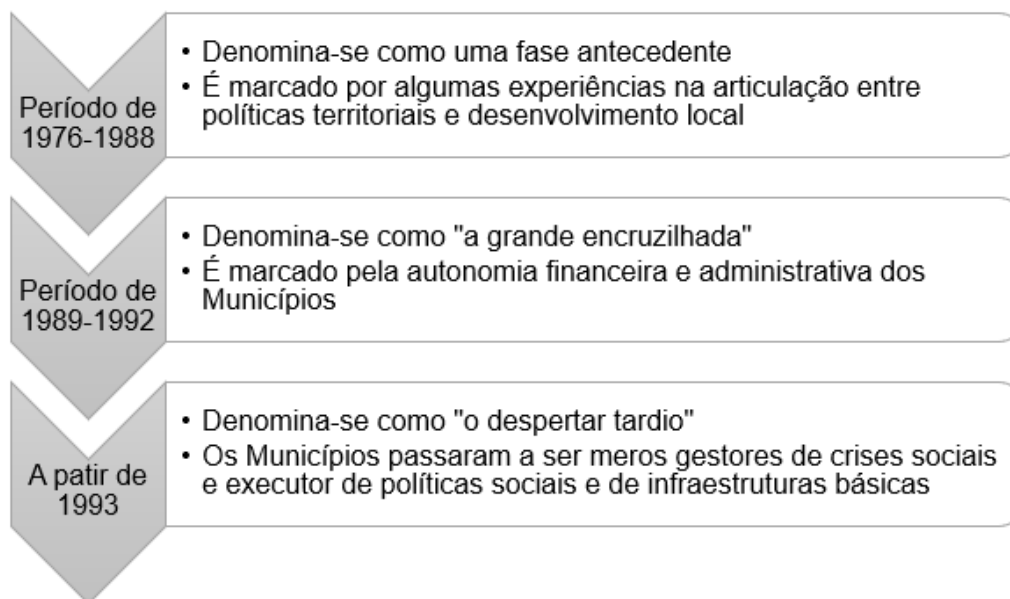 Período de
1976-1988
• Denomina-se como uma fase antecedente
• É marcado por algumas experiências na articulação entre
políticas territoriais e desenvolvimento local
Período de
1989-1992
• Denomina-se como "a grande encruzilhada"
• É marcado pela autonomia financeira e administrativa dos
Municípios
A patir de
1993
• Denomina-se como "o despertar tardio"
• Os Municípios passaram a ser meros gestores de crises sociais
e executor de políticas sociais e de infraestruturas básicas